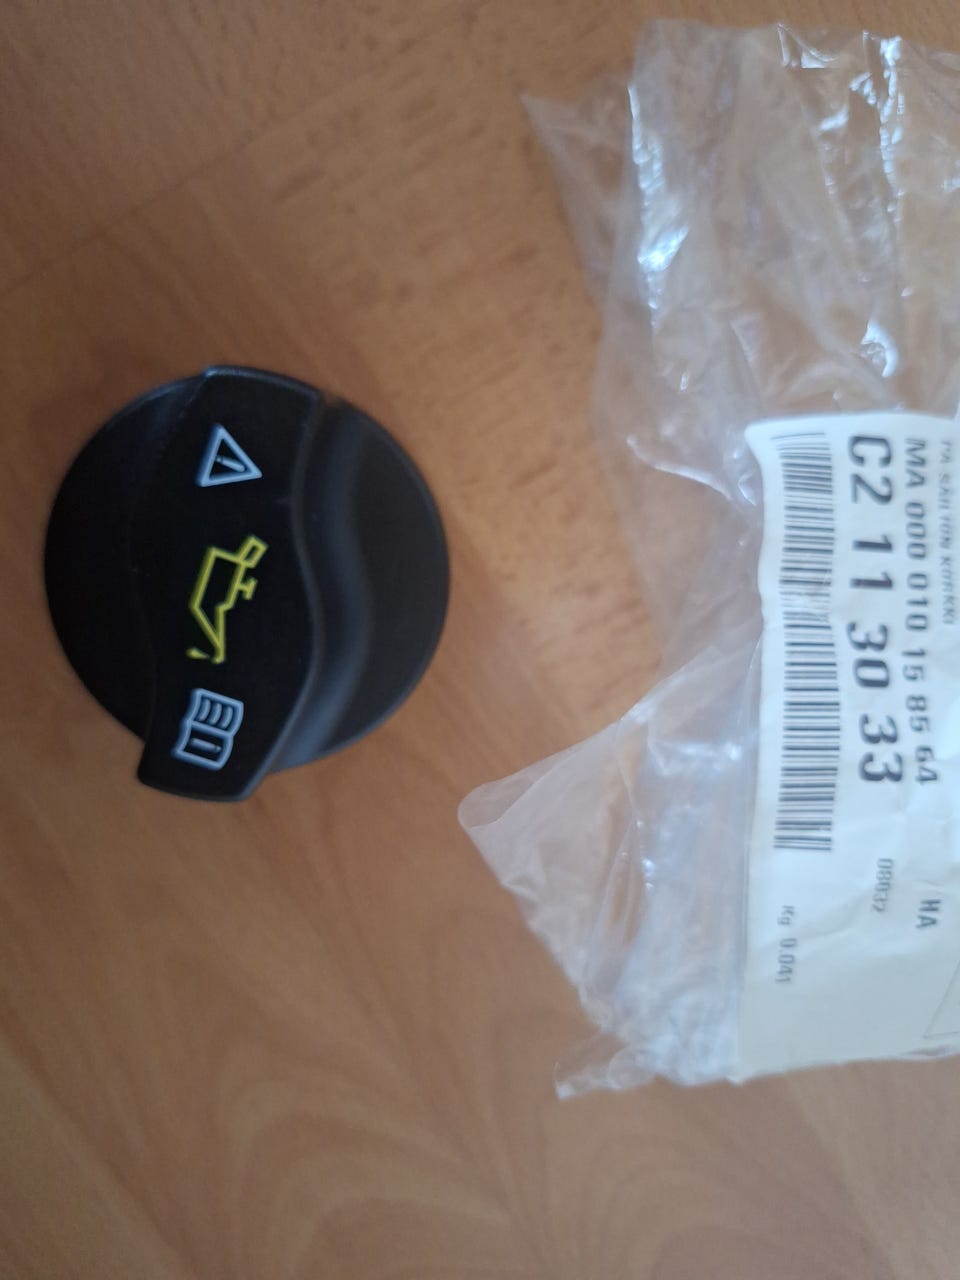 MA 000 010 15 85 64
HA
C2 11 30 33
08032
Kg 0.041